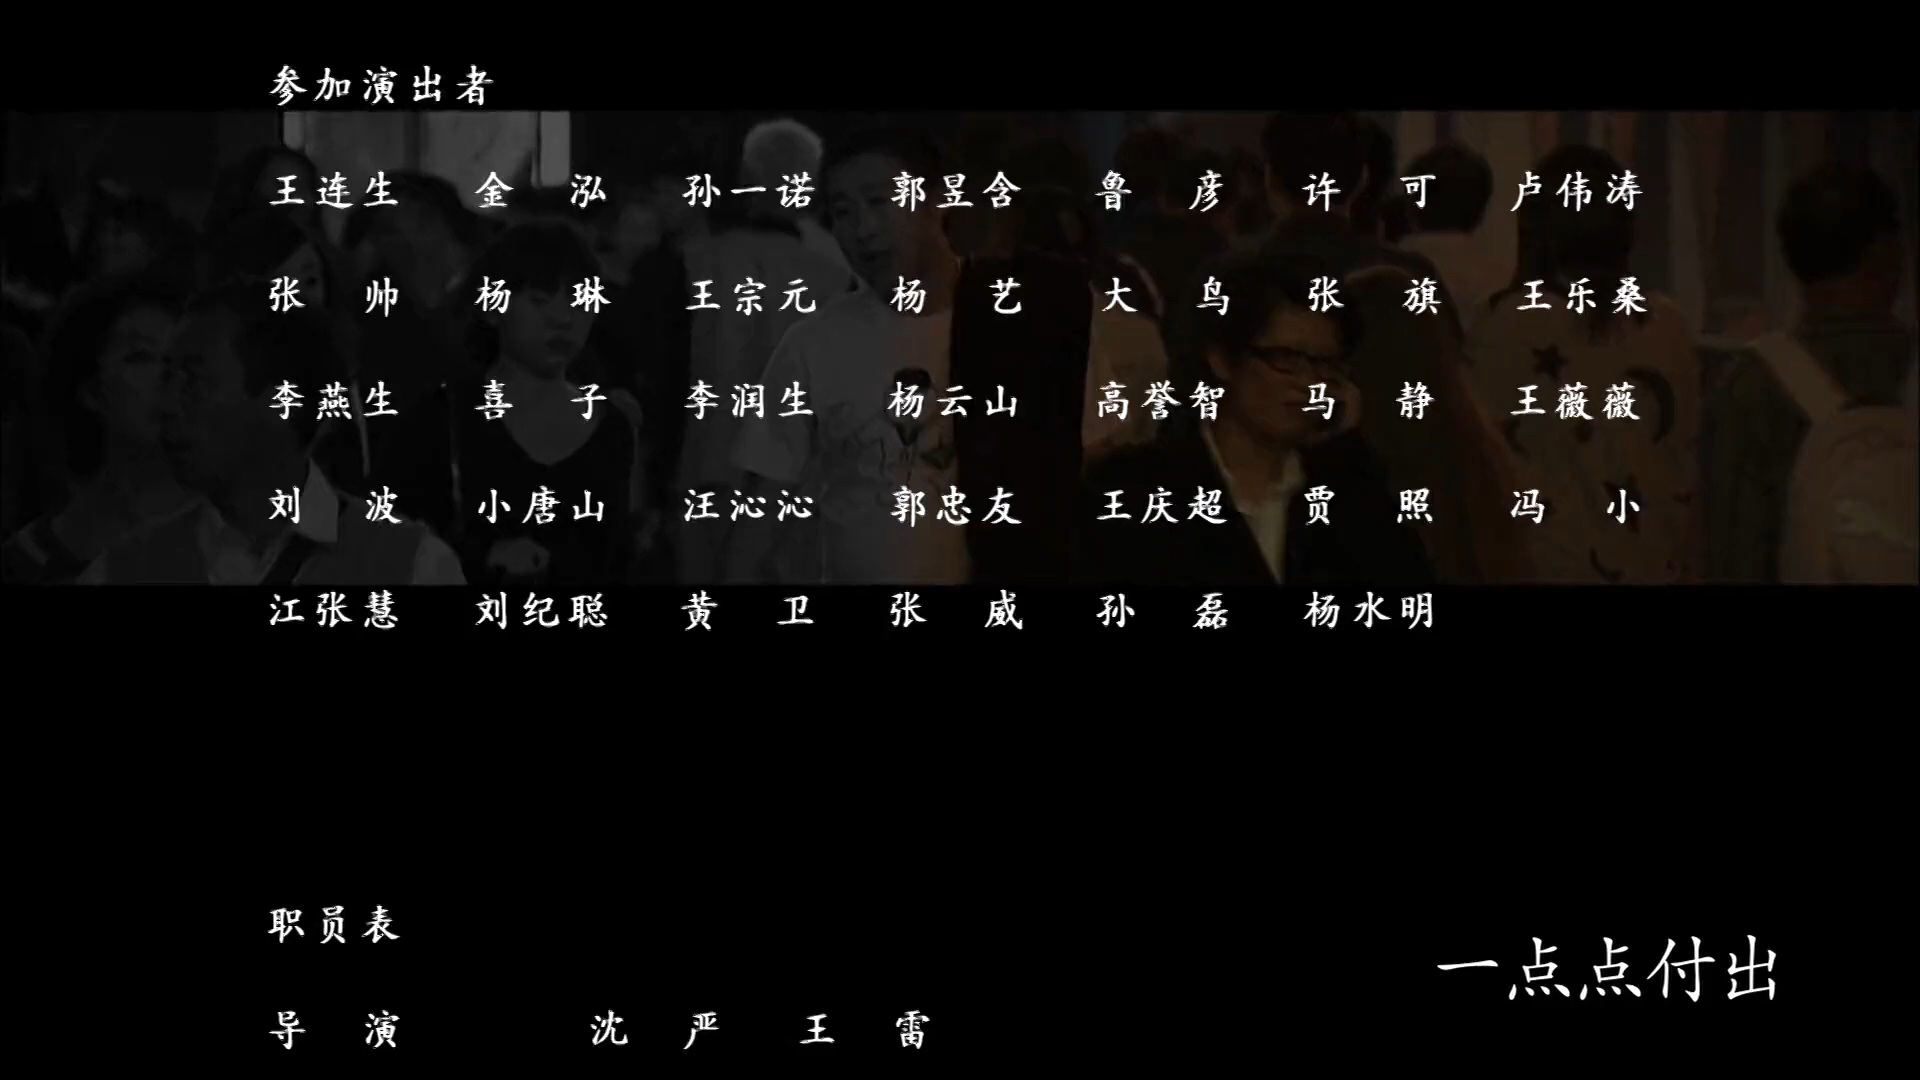 参加演出者
王连生 金泓 孙一诺 郭昱含 鲁彦 许可 卢伟涛
张帅 杨琳 王宗元 杨艺 大鸟 张旗 王乐桑
李燕生 喜子 李润生 杨云山 高誉智 马静 王薇薇
刘波 小唐山 汪沁沁 郭忠友 王庆超 贾照 冯小
江张慧 刘纪聪 黄卫 张威 孙磊 杨水明
职员表
一点点付出
导演 沈严 王雷